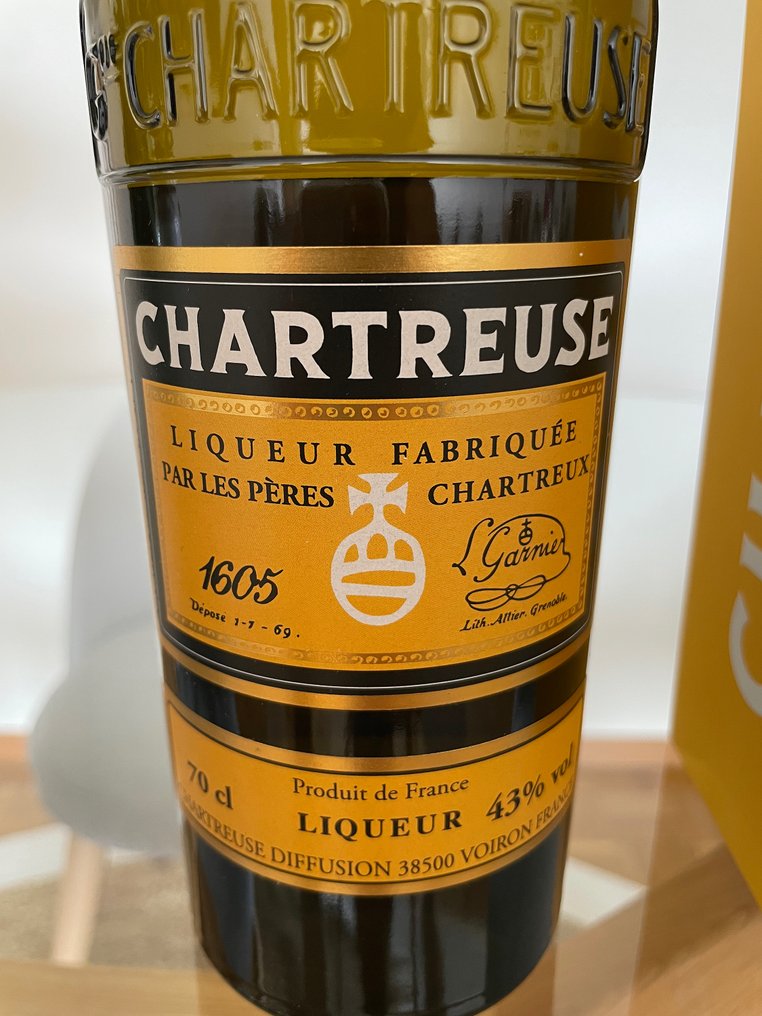 Gde CHARTREUSE
CHARTREUSE
LIQUEUR FABRIQUÉE
PAR LES PÈRES CHARTREUX
1605
Déposé 1-7-69.
L. Garnier
Lith. Allier. Grenoble.
70 cl Produit de France 43% vol
LIQUEUR
CHARTREUSE DIFFUSION 38500 VOIRON FRANCE